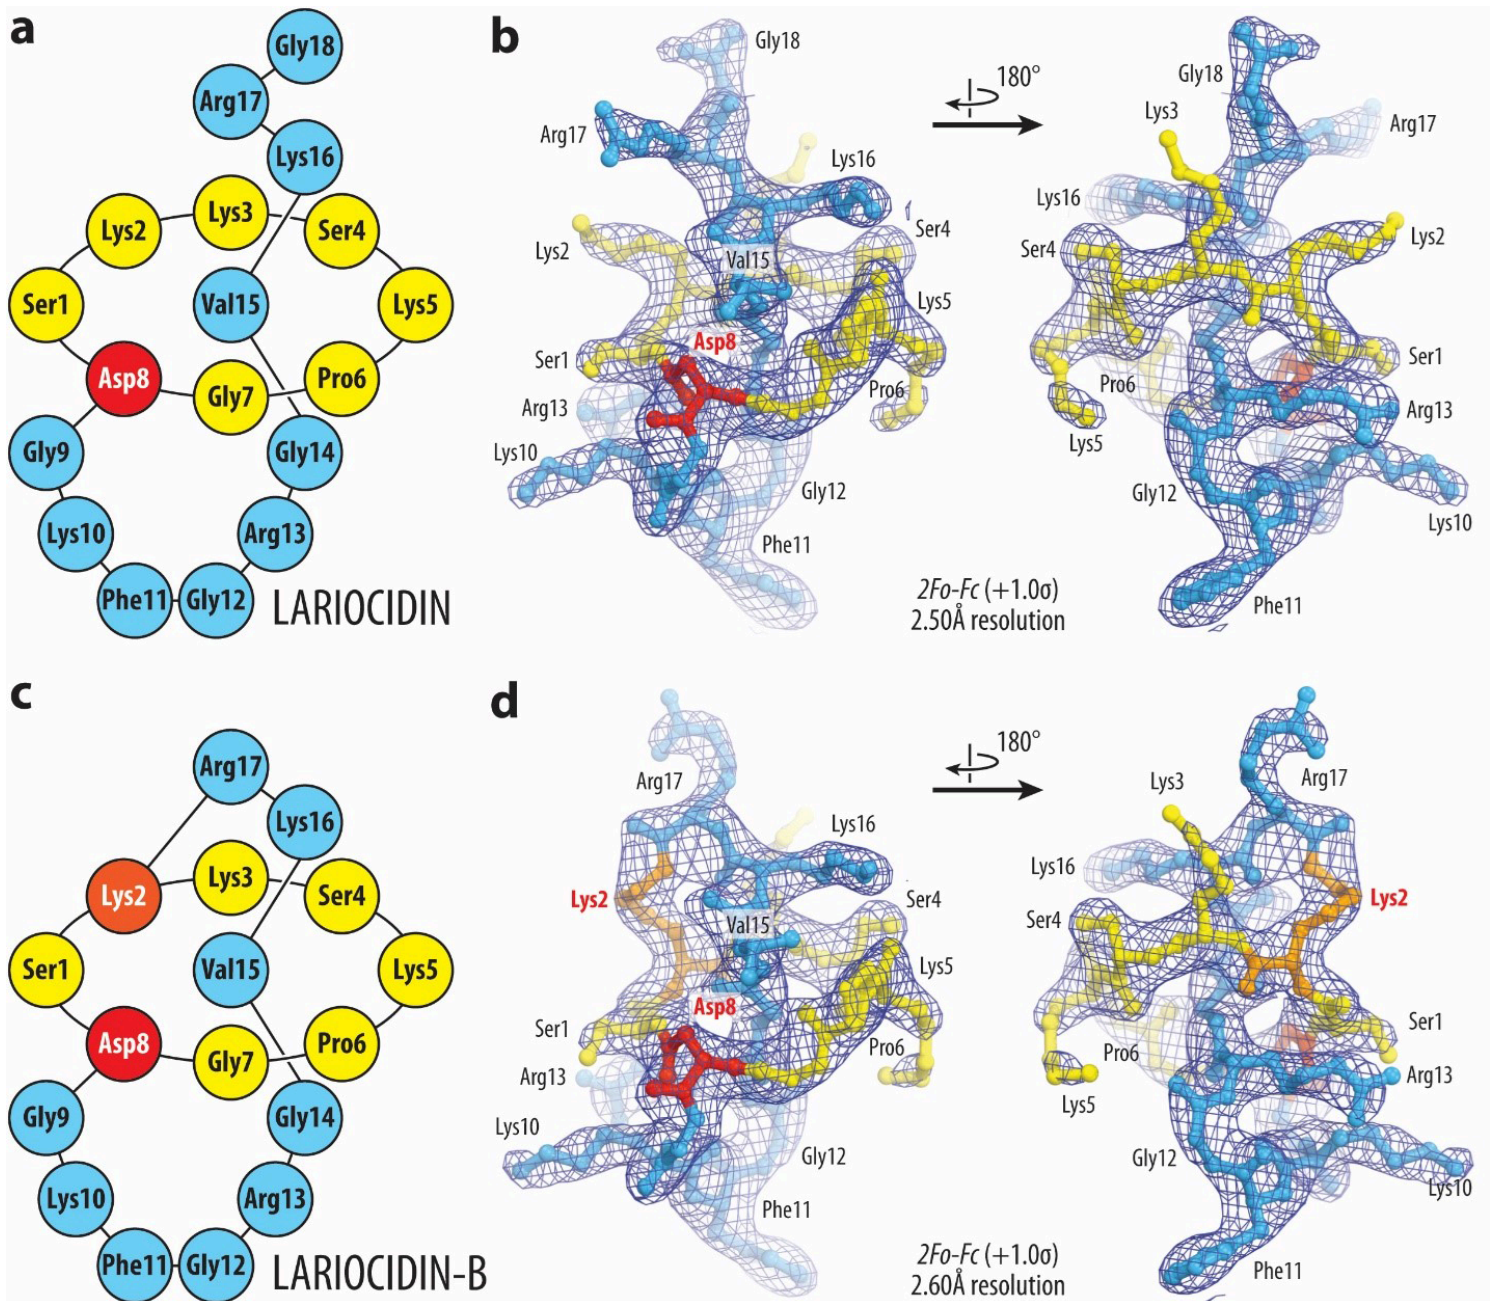 a
Gly18
Arg17
Lys16
Lys3
Lys2
Ser4
Ser1
Val15
Lys5
Asp8
Gly7
Pro6
Gly9
Gly14
Lys10
Arg13
Phe11
Gly12
LARIOCIDIN
b
Gly18
Arg17
Lys16
Lys2
Ser4
Val15
Lys5
Asp8
Ser1
Pro6
Arg13
Lys10
Gly12
Phe11
180°
2Fo-Fc (+1.0σ)
2.50Å resolution
Gly18
Lys3
Arg17
Lys16
Ser4
Lys2
Ser1
Pro6
Arg13
Lys5
Gly12
Lys10
Phe11
c
Arg17
Lys16
Lys2
Lys3
Ser4
Ser1
Val15
Lys5
Asp8
Gly7
Pro6
Gly9
Gly14
Lys10
Arg13
Phe11
Gly12
LARIOCIDIN-B
d
Arg17
Lys16
Lys2
Ser4
Val15
Lys5
Asp8
Ser1
Pro6
Arg13
Lys10
Gly12
Phe11
180°
2Fo-Fc (+1.0σ)
2.60Å resolution
Lys3
Arg17
Lys16
Lys2
Ser4
Ser1
Pro6
Arg13
Lys5
Gly12
Lys10
Phe11